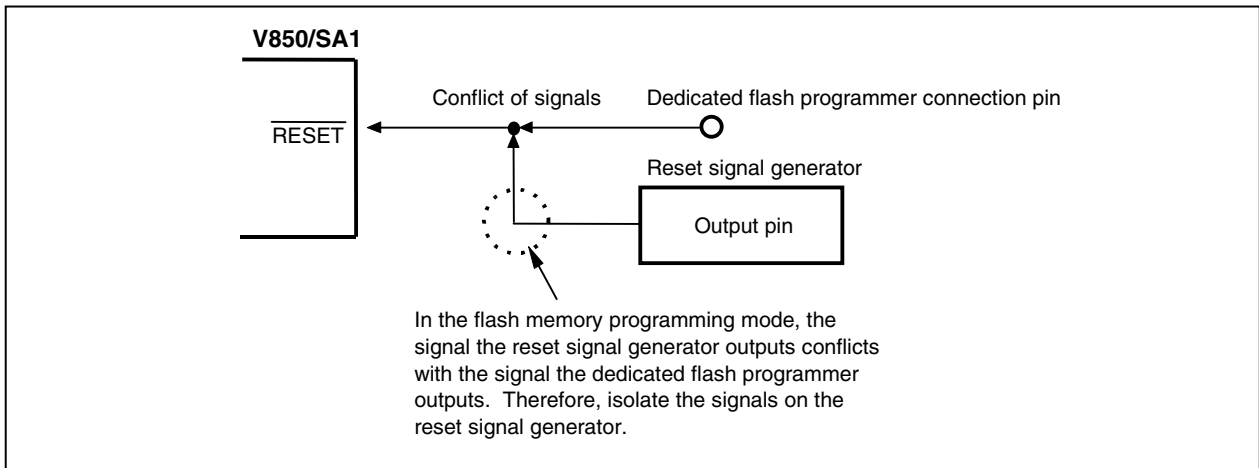 V850/SA1
Conflict of signals
Dedicated flash programmer connection pin
RESET
Reset signal generator
Output pin
In the flash memory programming mode, the
signal the reset signal generator outputs conflicts
with the signal the dedicated flash programmer
outputs.  Therefore, isolate the signals on the
reset signal generator.